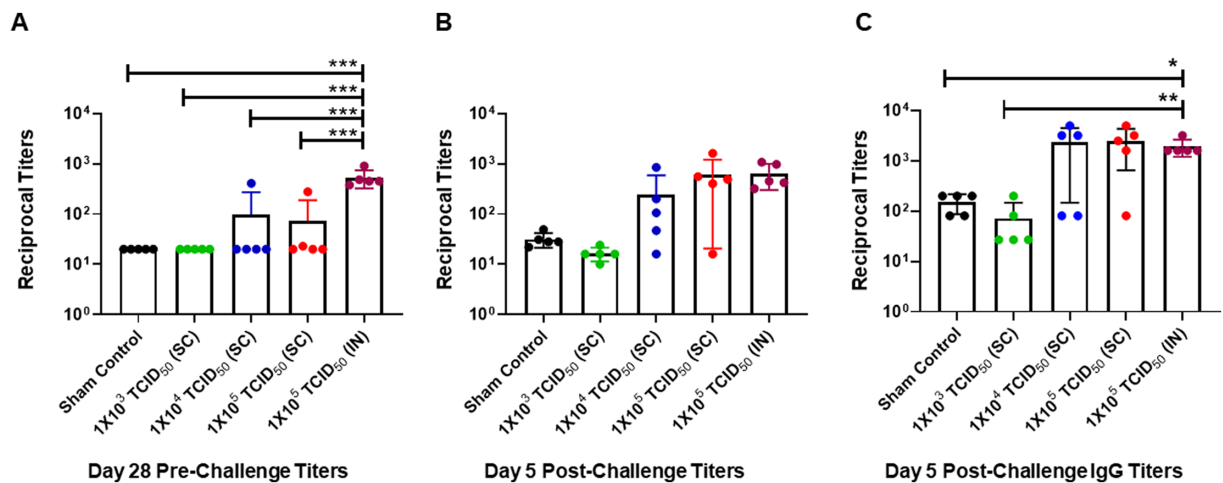 A
B
C
***
***
***
***
*
**
Reciprocal Titers
10⁴
10³
10²
10¹
10⁰
Sham Control
1X10³ TCID₅₀ (SC)
1X10⁴ TCID₅₀ (SC)
1X10⁵ TCID₅₀ (SC)
1X10⁵ TCID₅₀ (IN)
Day 28 Pre-Challenge Titers
Reciprocal Titers
10⁴
10³
10²
10¹
10⁰
Sham Control
1X10³ TCID₅₀ (SC)
1X10⁴ TCID₅₀ (SC)
1X10⁵ TCID₅₀ (SC)
1X10⁵ TCID₅₀ (IN)
Day 5 Post-Challenge Titers
Reciprocal Titers
10⁴
10³
10²
10¹
10⁰
Sham Control
1X10³ TCID₅₀ (SC)
1X10⁴ TCID₅₀ (SC)
1X10⁵ TCID₅₀ (SC)
1X10⁵ TCID₅₀ (IN)
Day 5 Post-Challenge IgG Titers